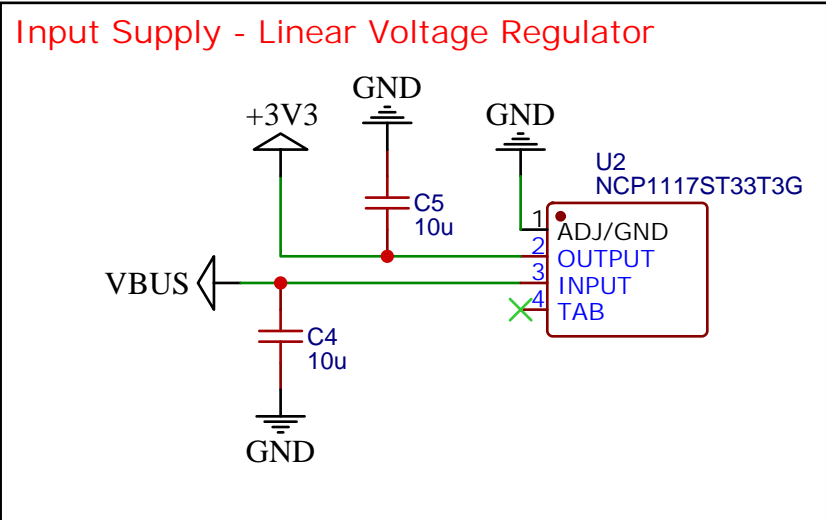 Input Supply - Linear Voltage Regulator
GND
+3V3
GND
U2
NCP1117ST33T3G
C5
10u
1
ADJ/GND
2
OUTPUT
3
INPUT
4
TAB
VBUS
C4
10u
GND